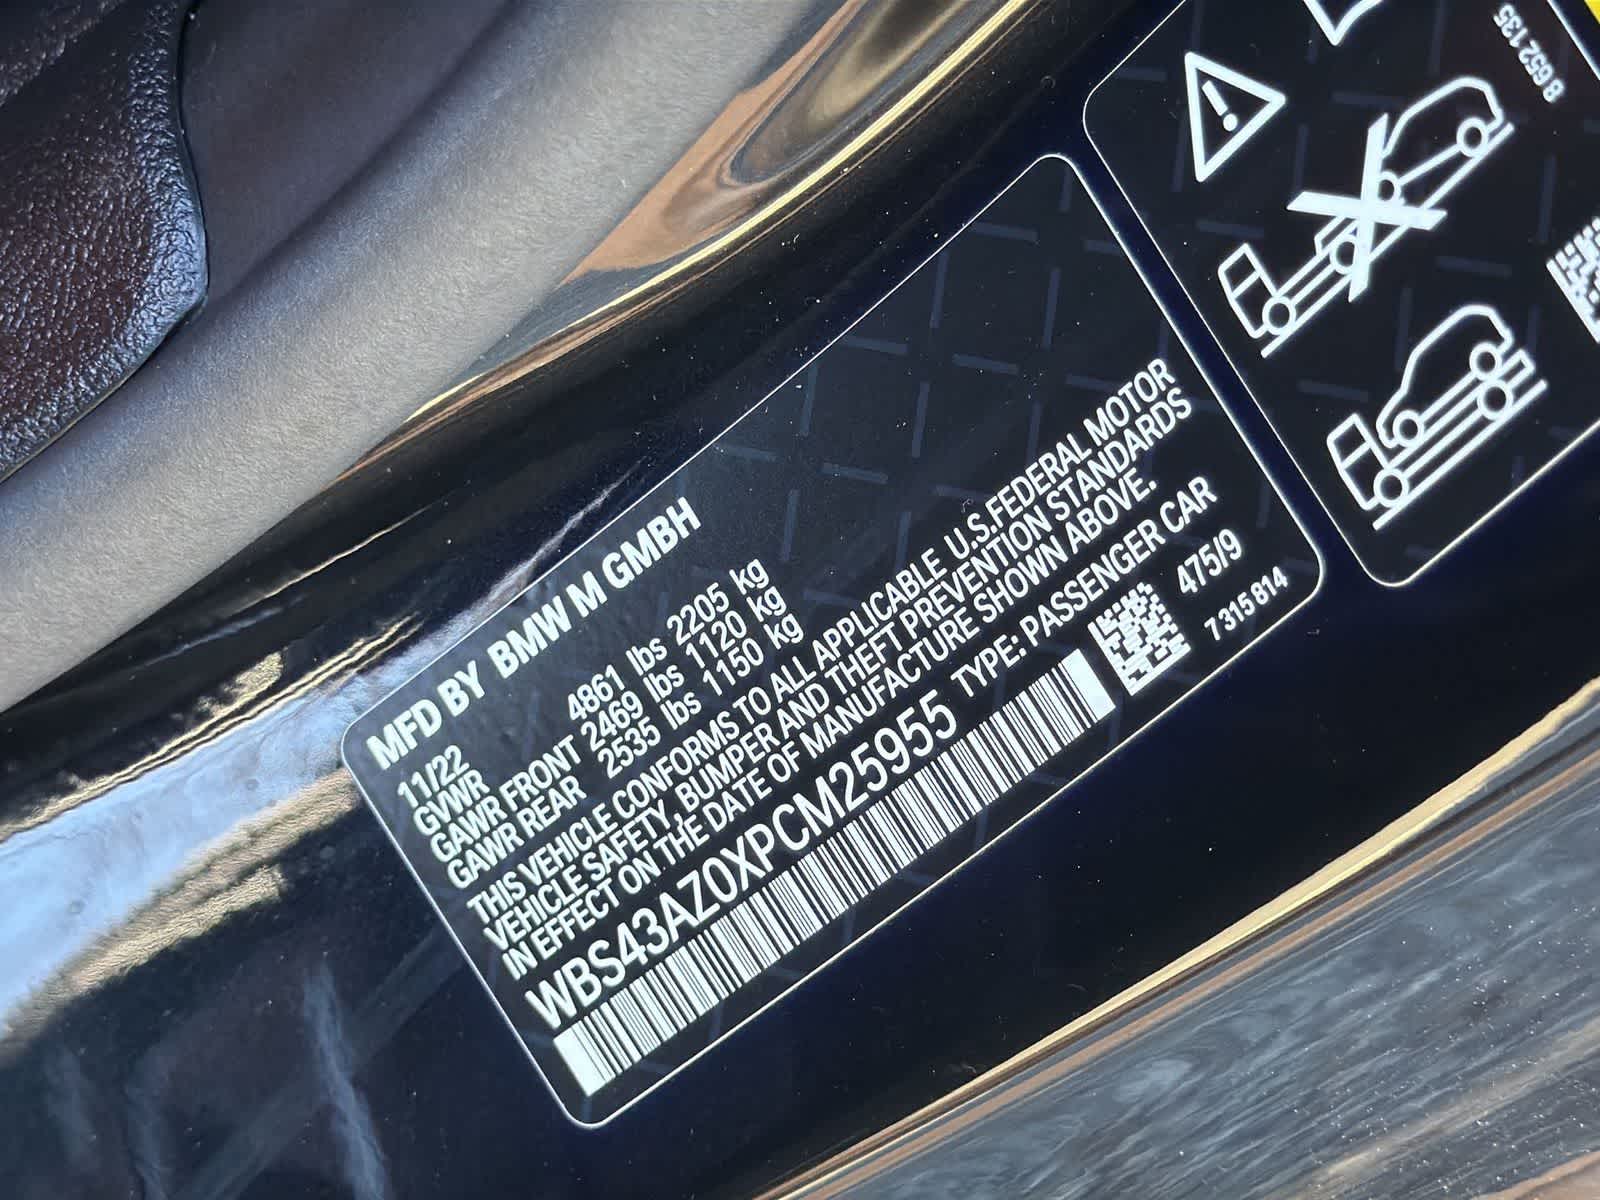 MFD BY BMW M GMBH
11/22
GVWR 4861 lbs 2205 kg
GAWR FRONT 2469 lbs 1120 kg
GAWR REAR 2535 lbs 1150 kg
THIS VEHICLE CONFORMS TO ALL APPLICABLE U.S.FEDERAL MOTOR
VEHICLE SAFETY, BUMPER AND THEFT PREVENTION STANDARDS
IN EFFECT ON THE DATE OF MANUFACTURE SHOWN ABOVE.
WBS43AZ0XPCM25955 TYPE: PASSENGER CAR
475/9
7 315 814
8 652 135